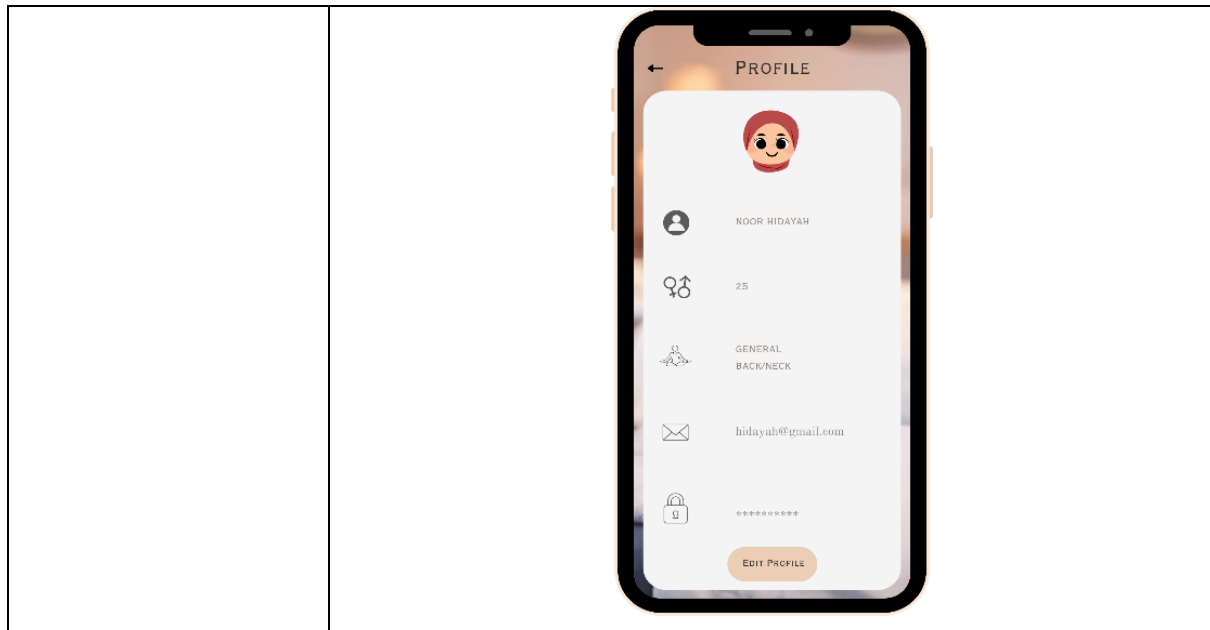 PROFILE
NOOR HIDAYAH
25
GENERAL
BACK/NECK
hidayah@gmail.com
**********
EDIT PROFILE